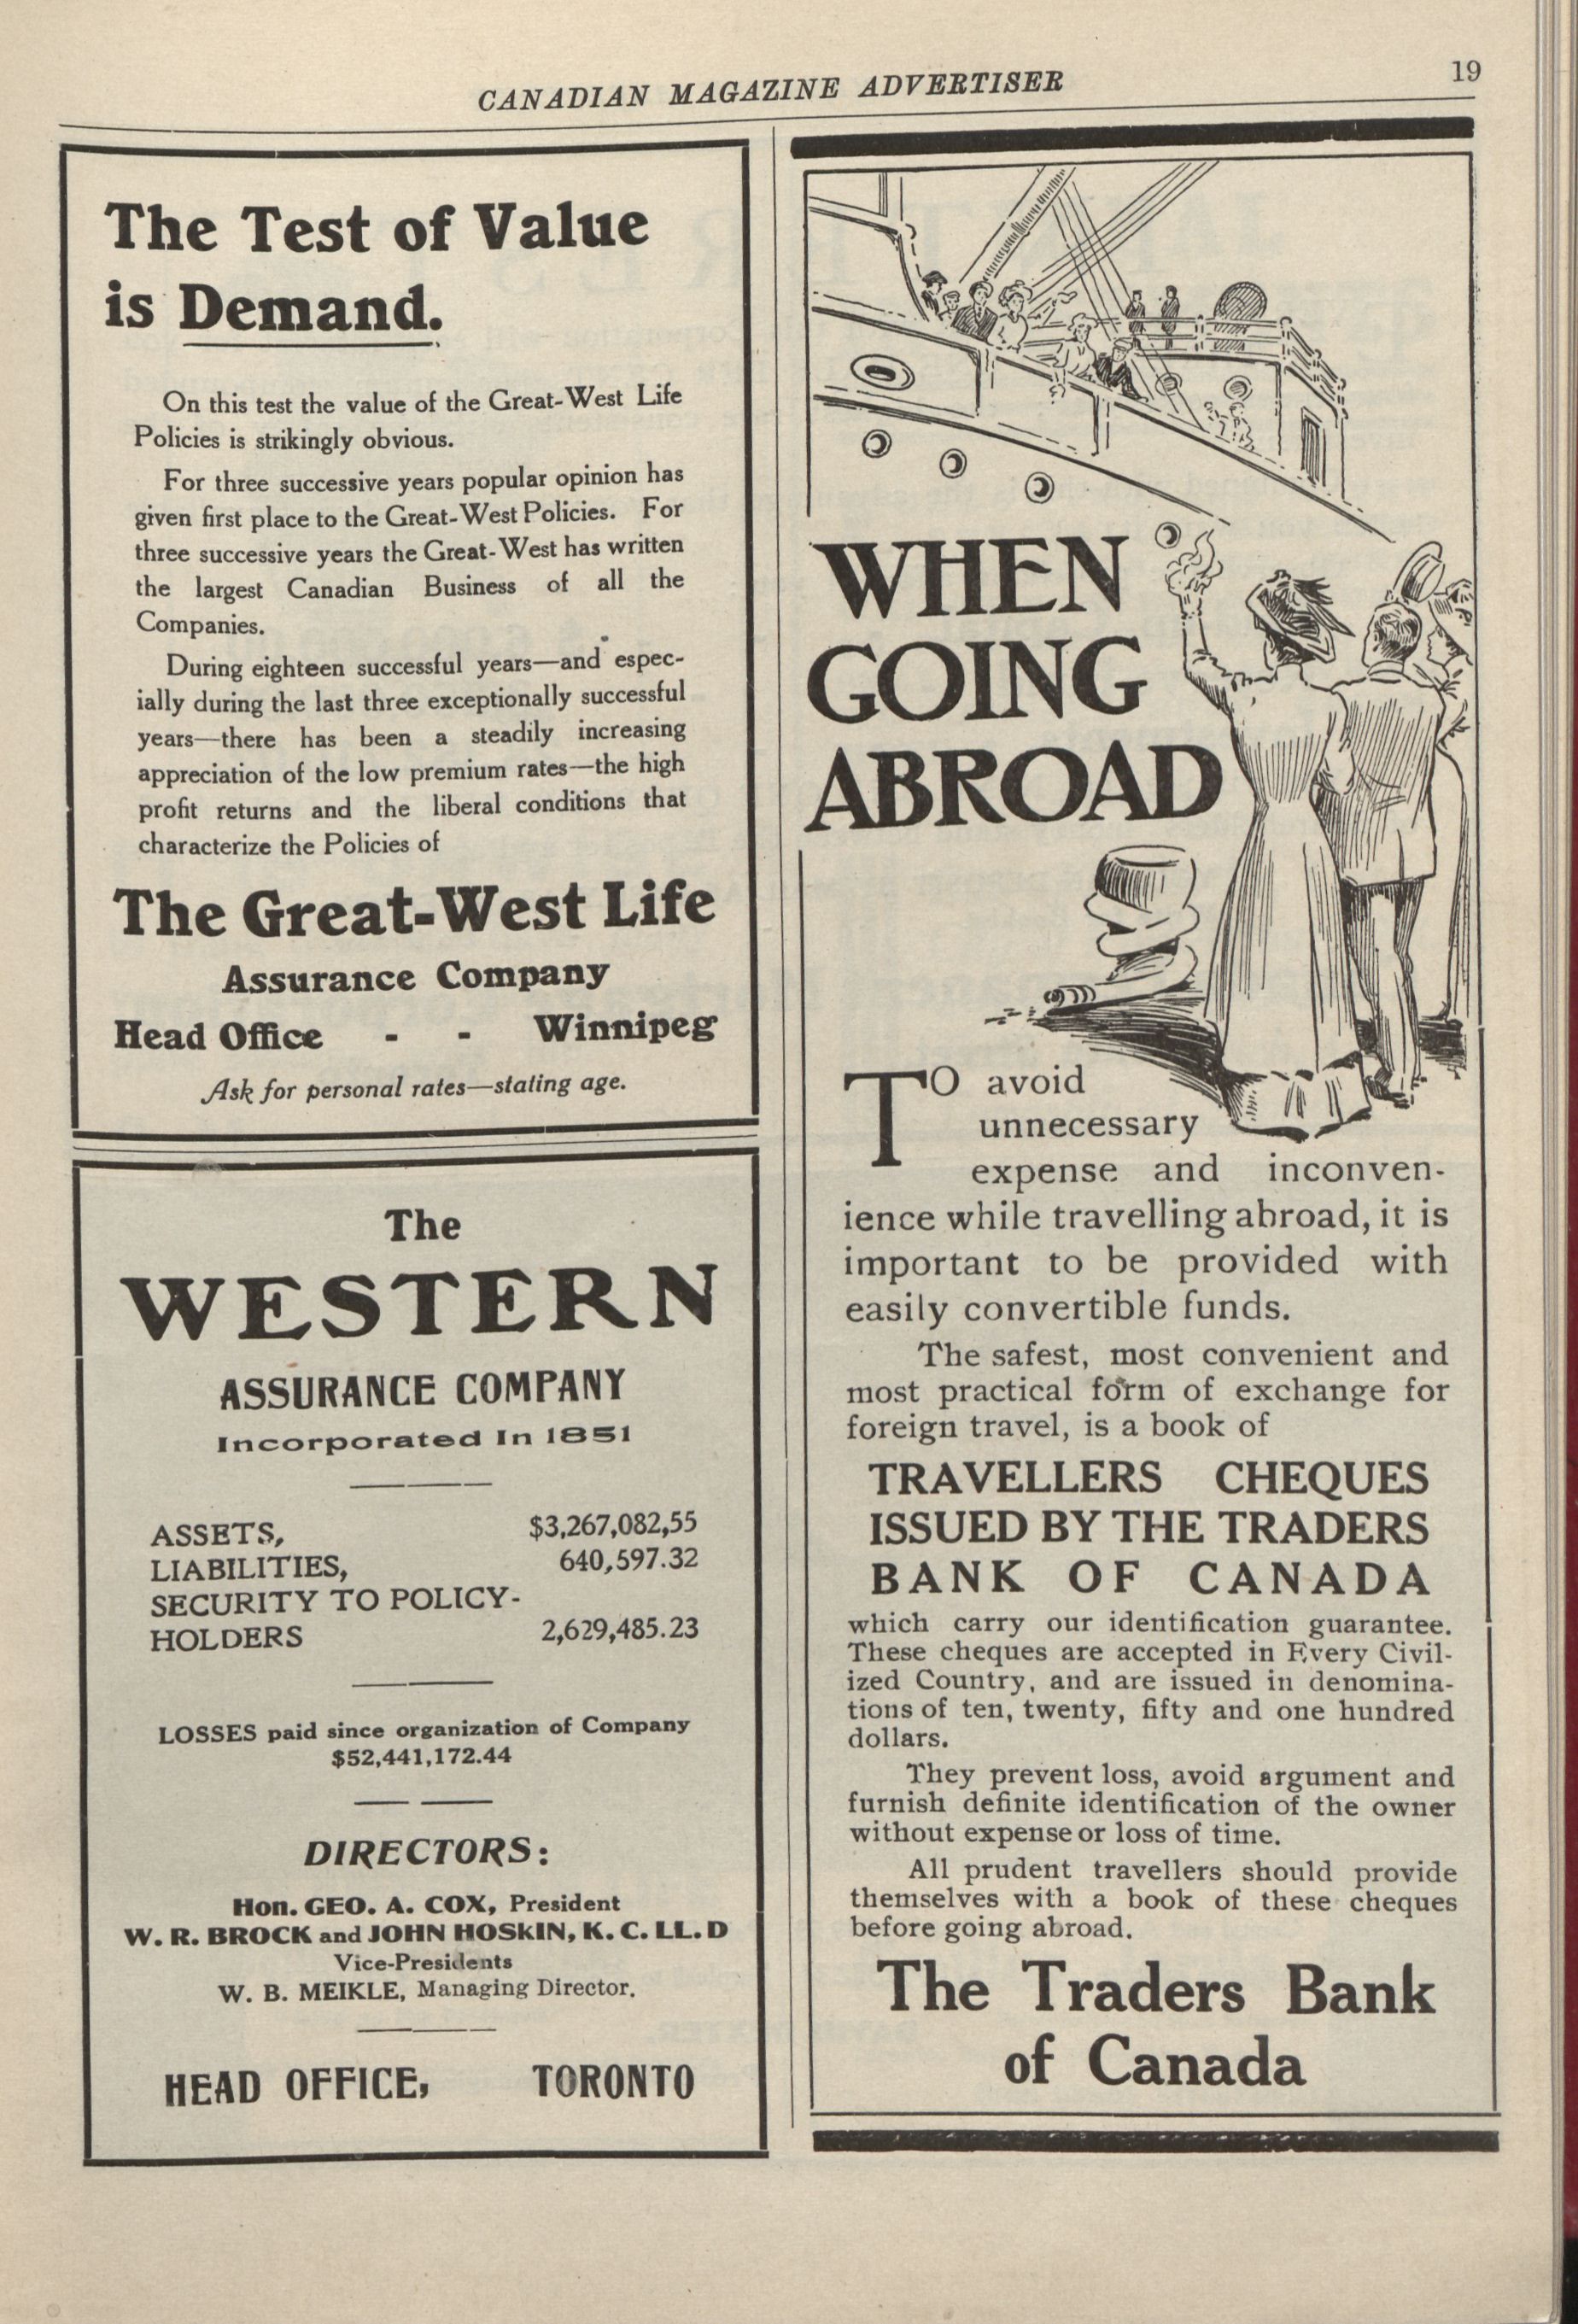 CANADIAN MAGAZINE ADVERTISER
19
The Test of Value
is Demand.
On this test the value of the Great-West Life
Policies is strikingly obvious.
For three successive years popular opinion has
given first place to the Great-West Policies. For
three successive years the Great-West has written
the largest Canadian Business of all the
Companies.
During eighteen successful years—and espec-
ially during the last three exceptionally successful
years—there has been a steadily increasing
appreciation of the low premium rates—the high
profit returns and the liberal conditions that
characterize the Policies of
The Great-West Life
Assurance Company
Head Office - - Winnipeg
Ask for personal rates—stating age.
The
WESTERN
ASSURANCE COMPANY
Incorporated In 1851
ASSETS, $3,267,082,55
LIABILITIES, 640,597.32
SECURITY TO POLICY-
HOLDERS 2,629,485.23
LOSSES paid since organization of Company
$52,441,172.44
DIRECTORS:
Hon. GEO. A. COX, President
W. R. BROCK and JOHN HOSKIN, K. C. LL. D
Vice-Presidents
W. B. MEIKLE, Managing Director.
HEAD OFFICE, TORONTO
WHEN
GOING
ABROAD
TO avoid
unnecessary
expense and inconven-
ience while travelling abroad, it is
important to be provided with
easily convertible funds.
The safest, most convenient and
most practical form of exchange for
foreign travel, is a book of
TRAVELLERS CHEQUES
ISSUED BY THE TRADERS
BANK OF CANADA
which carry our identification guarantee.
These cheques are accepted in Every Civil-
ized Country, and are issued in denomina-
tions of ten, twenty, fifty and one hundred
dollars.
They prevent loss, avoid argument and
furnish definite identification of the owner
without expense or loss of time.
All prudent travellers should provide
themselves with a book of these cheques
before going abroad.
The Traders Bank
of Canada